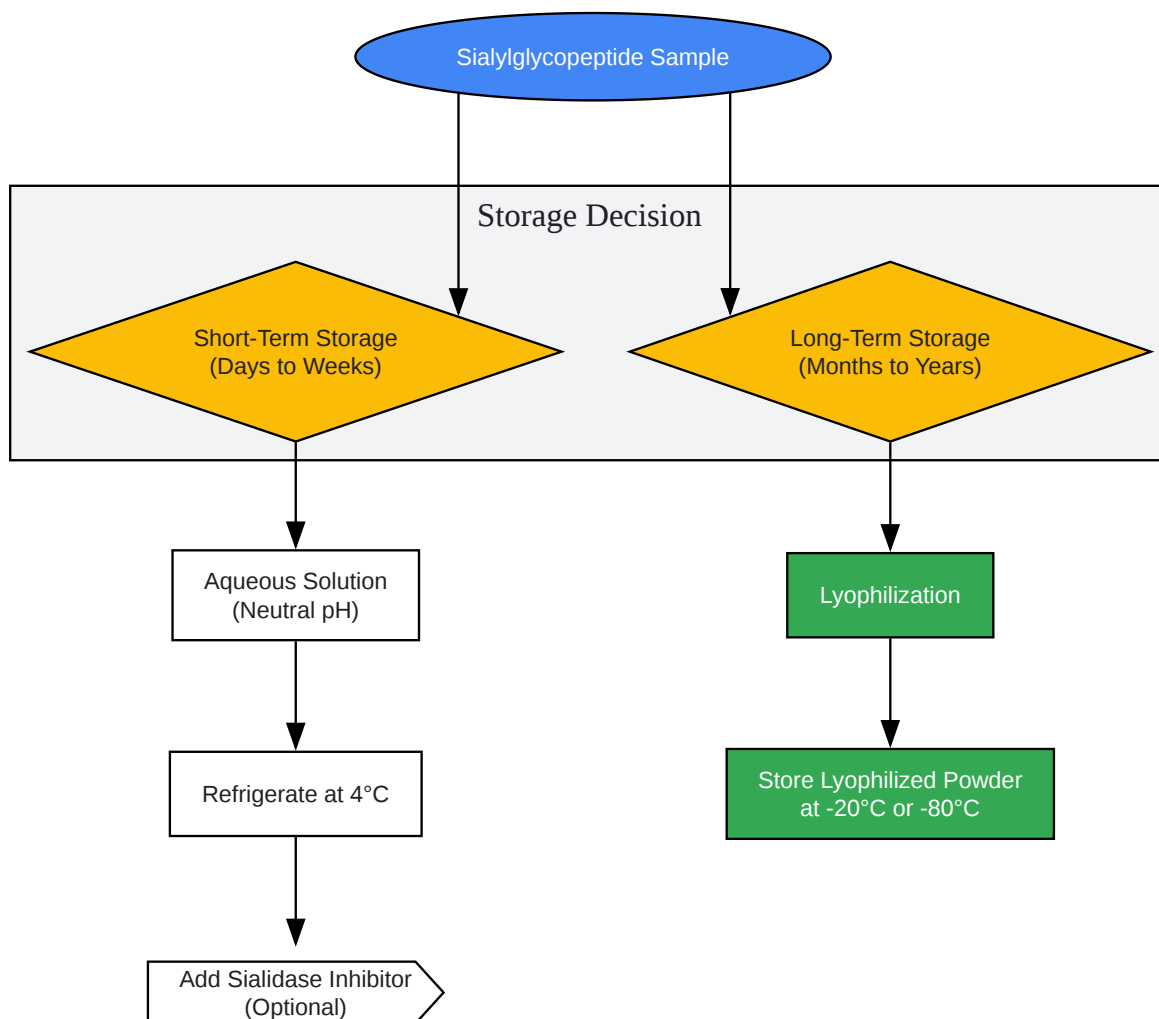 Sialylglycopeptide Sample
Storage Decision
Short-Term Storage
(Days to Weeks)
Long-Term Storage
(Months to Years)
Aqueous Solution
(Neutral pH)
Lyophilization
Refrigerate at 4°C
Store Lyophilized Powder
at -20°C or -80°C
Add Sialidase Inhibitor
(Optional)